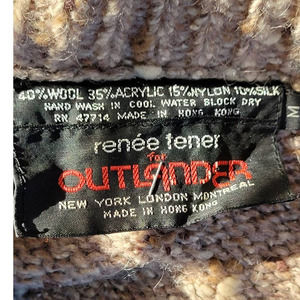 40%WOOL 35%ACRYLIC 15%NYLON 10%SILK
HAND WASH IN COOL WATER BLOCK DRY
RN 47714 MADE IN HONG KONG
M
renée tener
for
OUTLANDER
NEW YORK LONDON MONTREAL
MADE IN HONG KONG